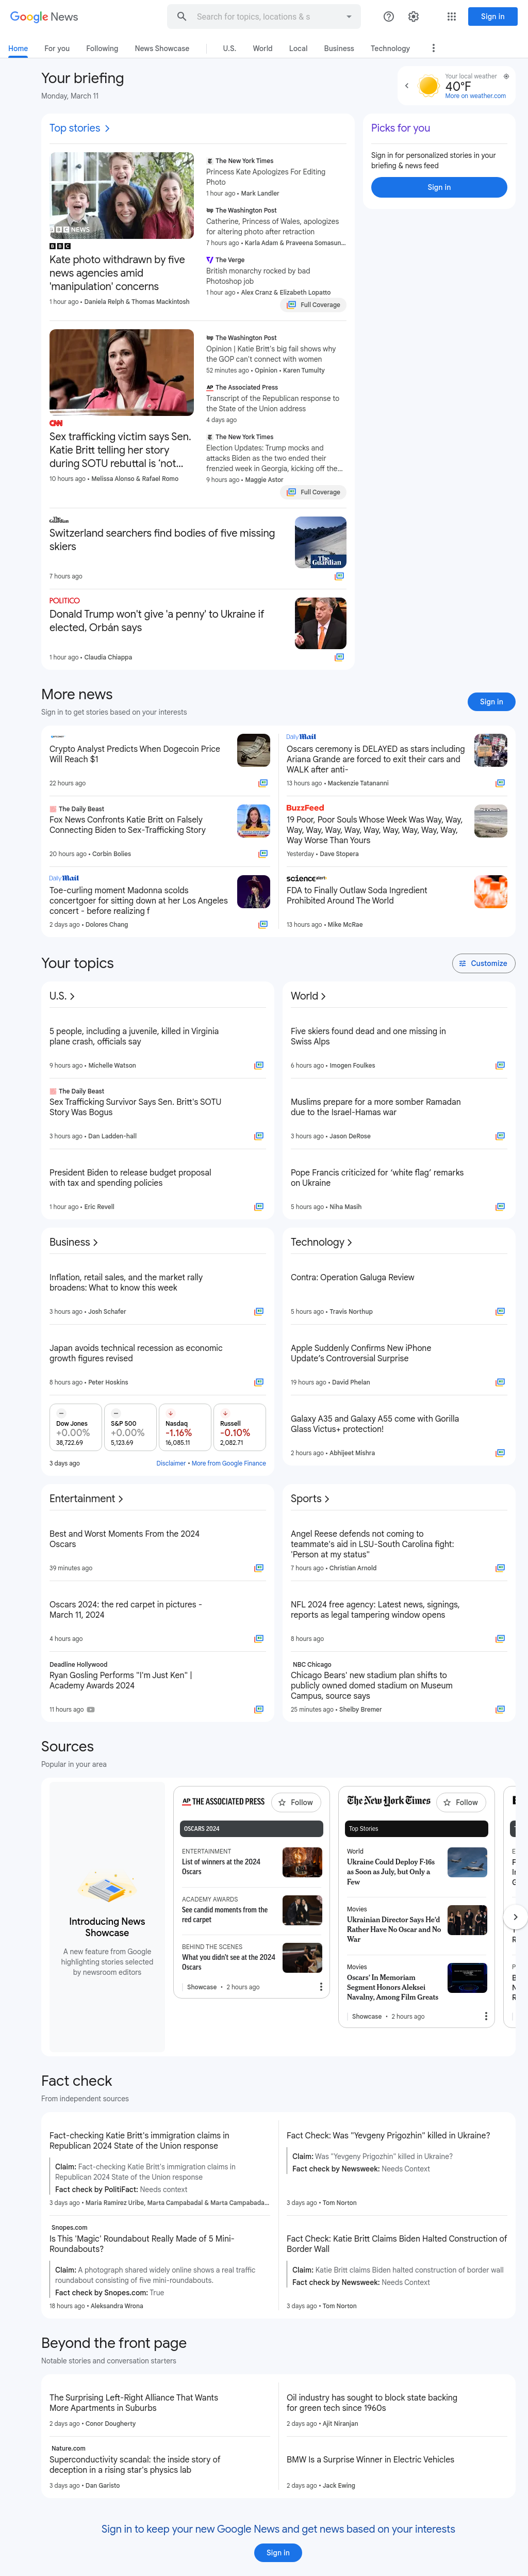 Google News
Search for topics, locations & s
Sign in
Home
For you
Following
News Showcase
U.S.
World
Local
Business
Technology
Your briefing
Monday, March 11
Your local weather
40°F
More on weather.com
Top stories
BBC NEWS
BBC
Kate photo withdrawn by five
news agencies amid
'manipulation' concerns
1 hour ago • Daniela Relph & Thomas Mackintosh
The New York Times
Princess Kate Apologizes For Editing
Photo
1 hour ago • Mark Landler
The Washington Post
Catherine, Princess of Wales, apologizes
for altering photo after retraction
7 hours ago • Karla Adam & Praveena Somasun...
The Verge
British monarchy rocked by bad
Photoshop job
1 hour ago • Alex Cranz & Elizabeth Lopatto
Full Coverage
CNN
Sex trafficking victim says Sen.
Katie Britt telling her story
during SOTU rebuttal is 'not...
10 hours ago • Melissa Alonso & Rafael Romo
The Washington Post
Opinion | Katie Britt's big fail shows why
the GOP can't connect with women
52 minutes ago • Opinion • Karen Tumulty
AP
The Associated Press
Transcript of the Republican response to
the State of the Union address
4 days ago
The New York Times
Election Updates: Trump mocks and
attacks Biden as the two ended their
frenzied week in Georgia, kicking off the...
9 hours ago • Maggie Astor
Full Coverage
The Guardian
Switzerland searchers find bodies of five missing
skiers
7 hours ago
The Guardian
POLITICO
Donald Trump won't give 'a penny' to Ukraine if
elected, Orbán says
1 hour ago • Claudia Chiappa
Picks for you
Sign in for personalized stories in your
briefing & news feed
Sign in
More news
Sign in to get stories based on your interests
Sign in
Crypto Analyst Predicts When Dogecoin Price
Will Reach $1
22 hours ago
The Daily Beast
Fox News Confronts Katie Britt on Falsely
Connecting Biden to Sex-Trafficking Story
20 hours ago • Corbin Bolies
Daily Mail
Toe-curling moment Madonna scolds
concertgoer for sitting down at her Los Angeles
concert - before realizing f
2 days ago • Dolores Chang
Daily Mail
Oscars ceremony is DELAYED as stars including
Ariana Grande are forced to exit their cars and
WALK after anti-
13 hours ago • Mackenzie Tatananni
BuzzFeed
19 Poor, Poor Souls Whose Week Was Way, Way,
Way, Way, Way, Way, Way, Way, Way, Way, Way,
Way Worse Than Yours
Yesterday • Dave Stopera
sciencealert
FDA to Finally Outlaw Soda Ingredient
Prohibited Around The World
13 hours ago • Mike McRae
Your topics
Customize
U.S.
5 people, including a juvenile, killed in Virginia
plane crash, officials say
9 hours ago • Michelle Watson
The Daily Beast
Sex Trafficking Survivor Says Sen. Britt's SOTU
Story Was Bogus
3 hours ago • Dan Ladden-hall
President Biden to release budget proposal
with tax and spending policies
1 hour ago • Eric Revell
World
Five skiers found dead and one missing in
Swiss Alps
6 hours ago • Imogen Foulkes
Muslims prepare for a more somber Ramadan
due to the Israel-Hamas war
3 hours ago • Jason DeRose
Pope Francis criticized for 'white flag' remarks
on Ukraine
5 hours ago • Niha Masih
Business
Inflation, retail sales, and the market rally
broadens: What to know this week
3 hours ago • Josh Schafer
Japan avoids technical recession as economic
growth figures revised
8 hours ago • Peter Hoskins
Dow Jones
+0.00%
38,722.69
S&P 500
+0.00%
5,123.69
Nasdaq
-1.16%
16,085.11
Russell
-0.10%
2,082.71
3 days ago
Disclaimer • More from Google Finance
Technology
Contra: Operation Galuga Review
5 hours ago • Travis Northup
Apple Suddenly Confirms New iPhone
Update's Controversial Surprise
19 hours ago • David Phelan
Galaxy A35 and Galaxy A55 come with Gorilla
Glass Victus+ protection!
2 hours ago • Abhijeet Mishra
Entertainment
Best and Worst Moments From the 2024
Oscars
39 minutes ago
Oscars 2024: the red carpet in pictures -
March 11, 2024
4 hours ago
Deadline Hollywood
Ryan Gosling Performs "I'm Just Ken" |
Academy Awards 2024
11 hours ago
Sports
Angel Reese defends not coming to
teammate's aid in LSU-South Carolina fight:
'Person at my status"
7 hours ago • Christian Arnold
NFL 2024 free agency: Latest news, signings,
reports as legal tampering window opens
8 hours ago
NBC Chicago
Chicago Bears' new stadium plan shifts to
publicly owned domed stadium on Museum
Campus, source says
25 minutes ago • Shelby Bremer
Sources
Popular in your area
Introducing News
Showcase
A new feature from Google
highlighting stories selected
by newsroom editors
AP THE ASSOCIATED PRESS
Follow
OSCARS 2024
ENTERTAINMENT
List of winners at the 2024
Oscars
ACADEMY AWARDS
See candid moments from the
red carpet
BEHIND THE SCENES
What you didn't see at the 2024
Oscars
Showcase • 2 hours ago
The New York Times
Follow
Top Stories
World
Ukraine Could Deploy F-16s
as Soon as July, but Only a
Few
Movies
Ukrainian Director Says He'd
Rather Have No Oscar and No
War
Movies
Oscars' In Memoriam
Segment Honors Aleksei
Navalny, Among Film Greats
Showcase • 2 hours ago
Fact check
From independent sources
Fact-checking Katie Britt's immigration claims in
Republican 2024 State of the Union response
Claim: Fact-checking Katie Britt's immigration claims in
Republican 2024 State of the Union response
Fact check by PolitiFact: Needs context
3 days ago • Maria Ramirez Uribe, Marta Campabadal & Marta Campabada...
Snopes.com
Is This 'Magic' Roundabout Really Made of 5 Mini-
Roundabouts?
Claim: A photograph shared widely online shows a real traffic
roundabout consisting of five mini-roundabouts.
Fact check by Snopes.com: True
18 hours ago • Aleksandra Wrona
Fact Check: Was "Yevgeny Prigozhin" killed in Ukraine?
Claim: Was "Yevgeny Prigozhin" killed in Ukraine?
Fact check by Newsweek: Needs Context
3 days ago • Tom Norton
Fact Check: Katie Britt Claims Biden Halted Construction of
Border Wall
Claim: Katie Britt claims Biden halted construction of border wall
Fact check by Newsweek: Needs Context
3 days ago • Tom Norton
Beyond the front page
Notable stories and conversation starters
The Surprising Left-Right Alliance That Wants
More Apartments in Suburbs
2 days ago • Conor Dougherty
Nature.com
Superconductivity scandal: the inside story of
deception in a rising star's physics lab
3 days ago • Dan Garisto
Oil industry has sought to block state backing
for green tech since 1960s
2 days ago • Ajit Niranjan
BMW Is a Surprise Winner in Electric Vehicles
2 days ago • Jack Ewing
Sign in to keep your new Google News and get news based on your interests
Sign in